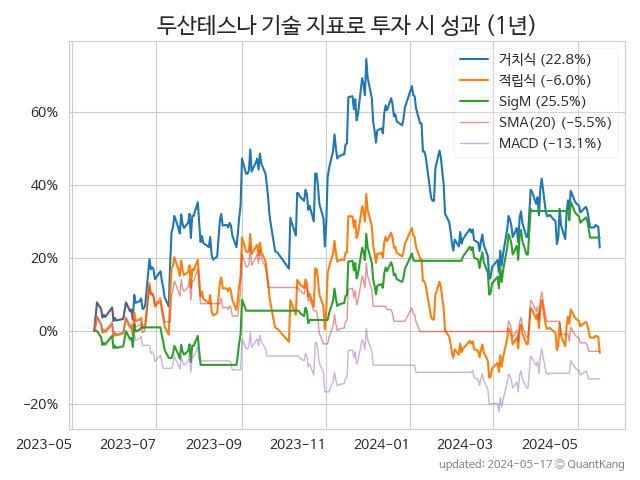 두산테스나 기술 지표로 투자 시 성과 (1년)
거치식 (22.8%)
적립식 (−6.0%)
SigM (25.5%)
SMA(20) (−5.5%)
MACD (−13.1%)
60%
40%
20%
0%
−20%
2023-05 2023-07 2023-09 2023-11 2024-01 2024-03 2024-05
updated: 2024-05-17 © QuantKang